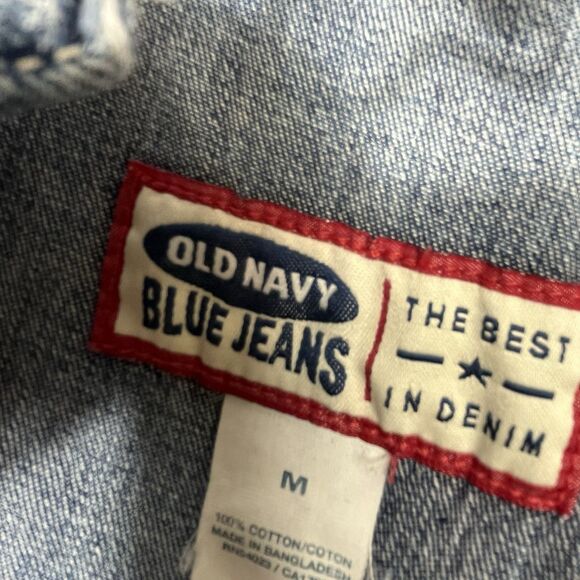 OLD NAVY
BLUE JEANS
THE BEST
IN DENIM
M
100% COTTON/COTON
MADE IN BANGLADESH